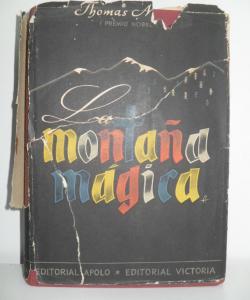 Thomas M
PREMIO NOBEL
La
montaña
mágica
EDITORIAL APOLO * EDITORIAL VICTORIA